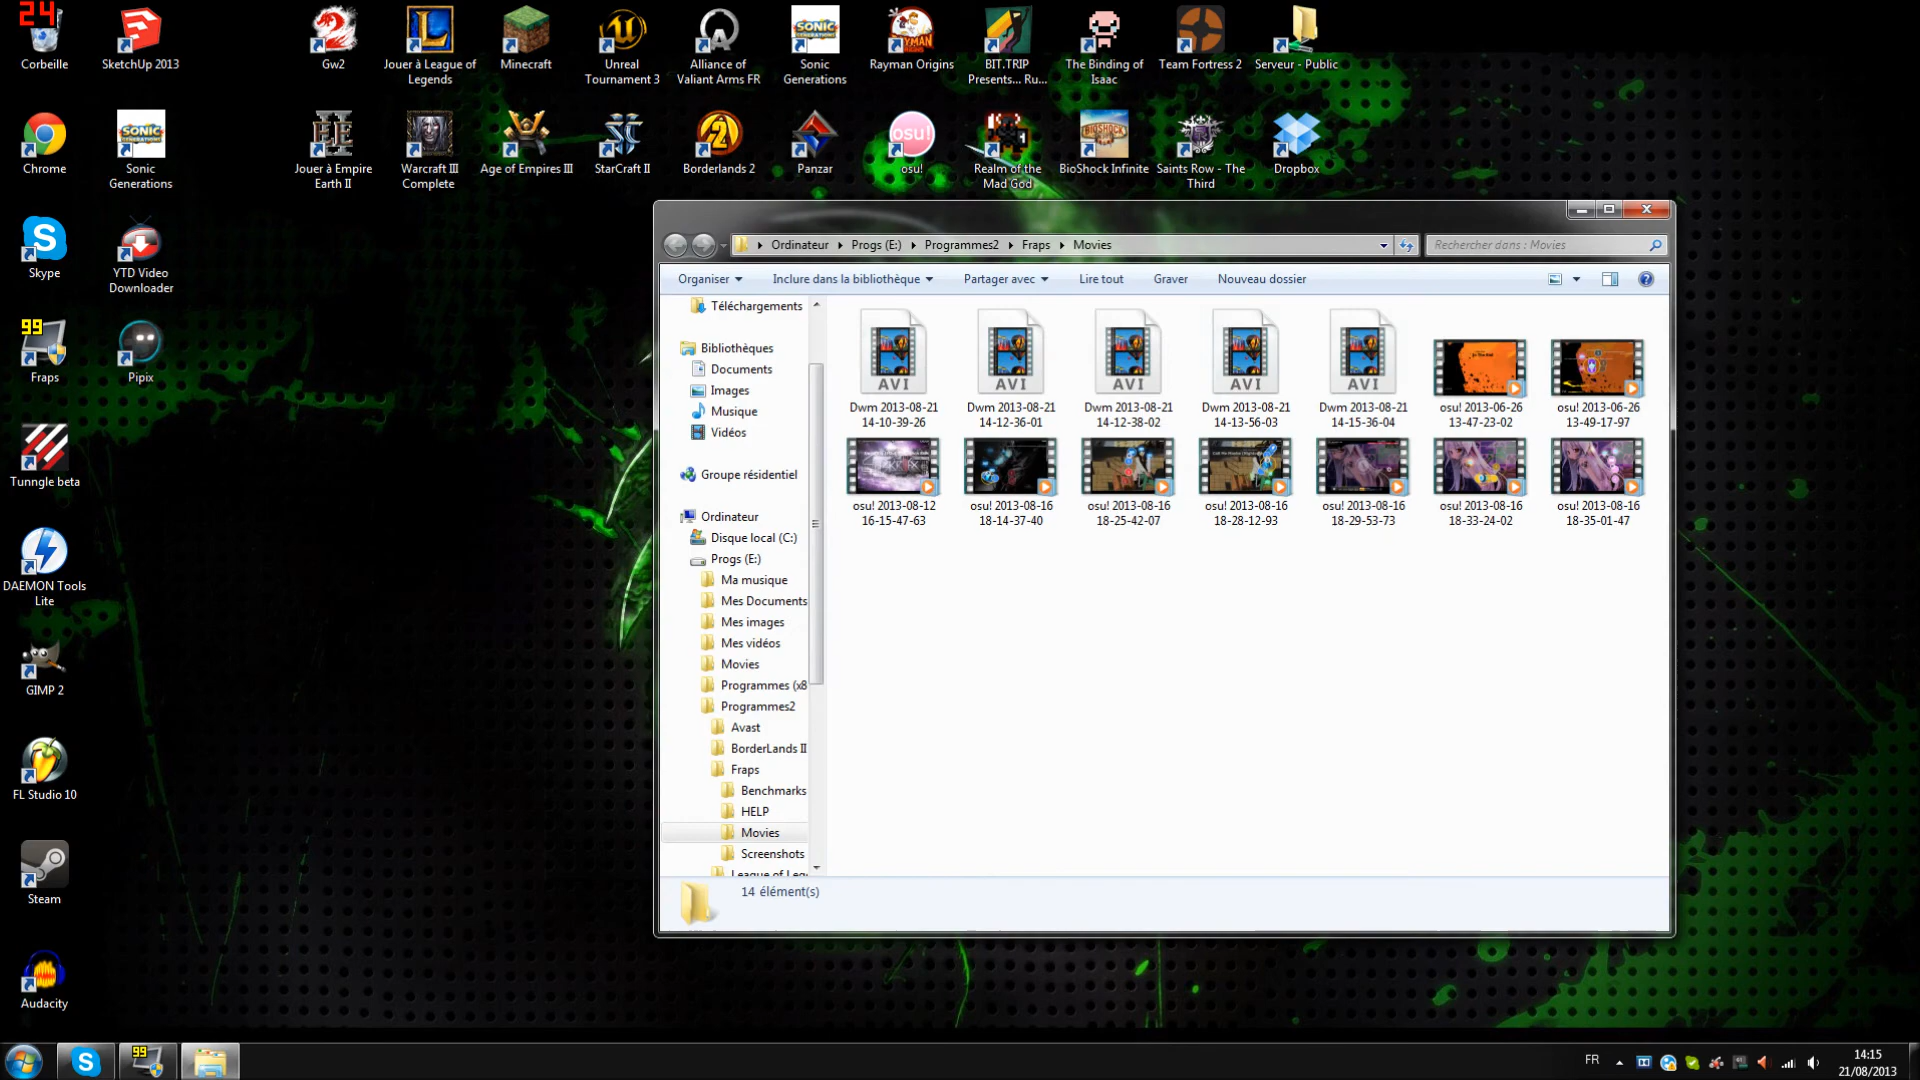 24
Corbeille
SketchUp 2013
Gw2
Jouer à League of
Legends
Minecraft
Unreal
Tournament 3
Alliance of
Valiant Arms FR
SONIC
GENERATIONS
Sonic
Generations
RAYMAN
Rayman Origins
BIT.TRIP
Presents... Ru...
The Binding of
Isaac
Team Fortress 2
Serveur - Public
Chrome
SONIC
GENERATIONS
Sonic
Generations
Jouer à Empire
Earth II
Warcraft III
Complete
Age of Empires III
StarCraft II
Borderlands 2
Panzar
osu!
osu!
Realm of the
Mad God
BIOSHOCK
BioShock Infinite
Saints Row - The
Third
Dropbox
Skype
YTD Video
Downloader
99
Fraps
Pipix
Tunngle beta
DAEMON Tools
Lite
GIMP 2
FL Studio 10
Steam
Audacity
Ordinateur
Progs (E:)
Programmes2
Fraps
Movies
Rechercher dans : Movies
Organiser
Inclure dans la bibliothèque
Partager avec
Lire tout
Graver
Nouveau dossier
Téléchargements
Bibliothèques
Documents
Images
Musique
Vidéos
Groupe résidentiel
Ordinateur
Disque local (C:)
Progs (E:)
Ma musique
Mes Documents
Mes images
Mes vidéos
Movies
Programmes (x8
Programmes2
Avast
BorderLands II
Fraps
Benchmarks
HELP
Movies
Screenshots
League of Leg
AVI
Dwm 2013-08-21
14-10-39-26
AVI
Dwm 2013-08-21
14-12-36-01
AVI
Dwm 2013-08-21
14-12-38-02
AVI
Dwm 2013-08-21
14-13-56-03
AVI
Dwm 2013-08-21
14-15-36-04
osu! 2013-06-26
13-47-23-02
osu! 2013-06-26
13-49-17-97
osu! 2013-08-12
16-15-47-63
osu! 2013-08-16
18-14-37-40
osu! 2013-08-16
18-25-42-07
osu! 2013-08-16
18-28-12-93
osu! 2013-08-16
18-29-53-73
osu! 2013-08-16
18-33-24-02
osu! 2013-08-16
18-35-01-47
14 élément(s)
99
FR
14:15
21/08/2013